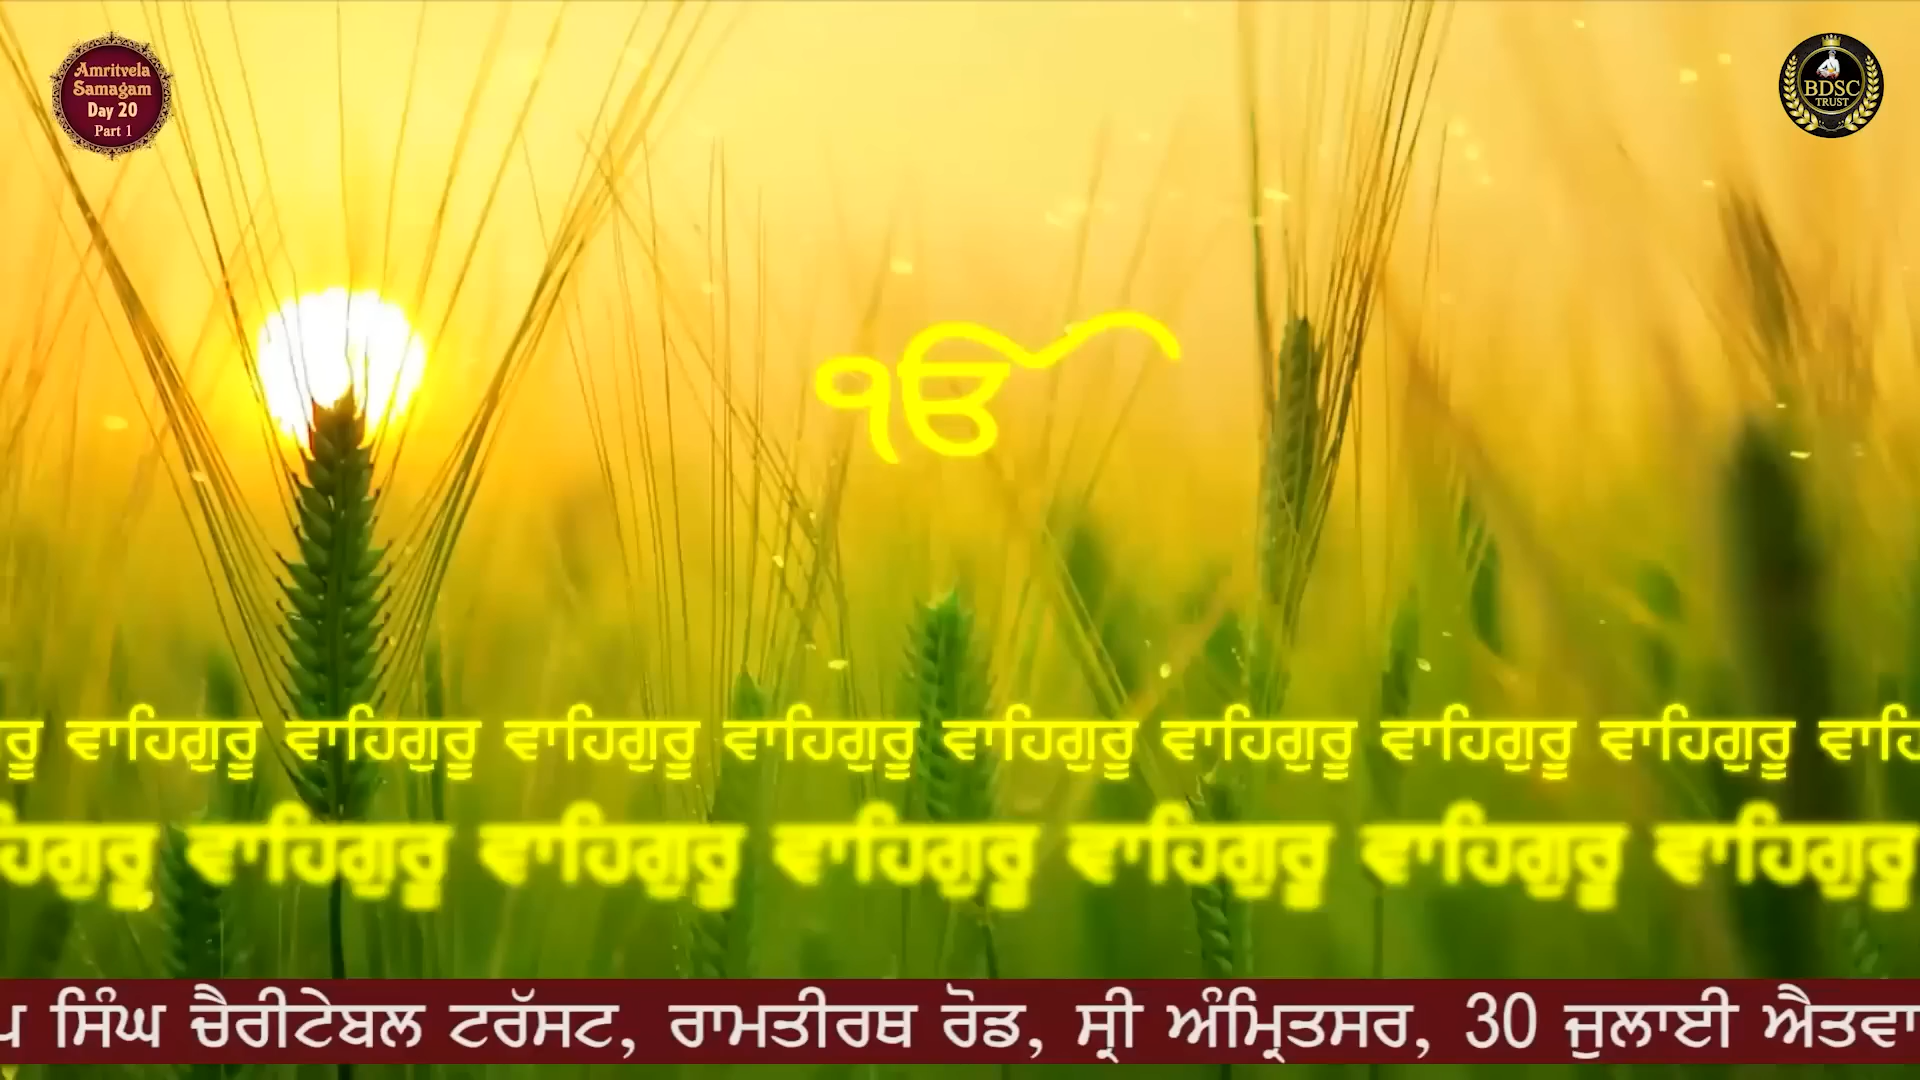 Amritvela
Samagam
Day 20
Part 1
BDSC
TRUST
ੴ
ਵਾਹਿਗੁਰੂ ਵਾਹਿਗੁਰੂ ਵਾਹਿਗੁਰੂ ਵਾਹਿਗੁਰੂ ਵਾਹਿਗੁਰੂ ਵਾਹਿਗੁਰੂ ਵਾਹਿਗੁਰੂ ਵਾਹਿਗੁਰੂ
ਵਾਹਿਗੁਰੂ ਵਾਹਿਗੁਰੂ ਵਾਹਿਗੁਰੂ ਵਾਹਿਗੁਰੂ ਵਾਹਿਗੁਰੂ ਵਾਹਿਗੁਰੂ
ਸਿੰਘ ਚੈਰੀਟੇਬਲ ਟਰੱਸਟ, ਰਾਮਤੀਰਥ ਰੋਡ, ਸ੍ਰੀ ਅੰਮ੍ਰਿਤਸਰ, 30 ਜੁਲਾਈ ਐਤਵਾ